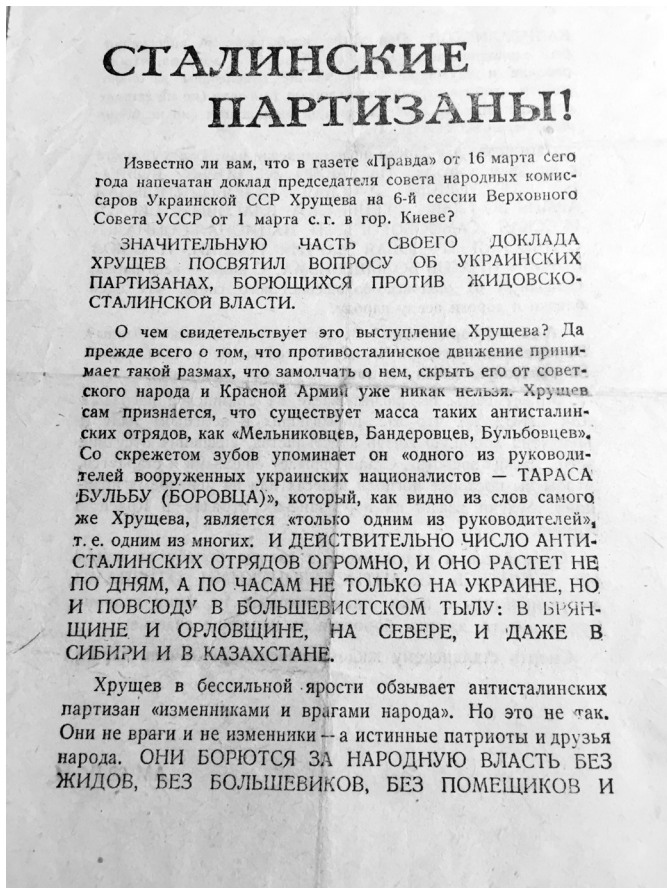 СТАЛИНСКИЕ
ПАРТИЗАНЫ!
Известно ли вам, что в газете «Правда» от 16 марта сего
года напечатан доклад председателя совета народных комис-
саров Украинской ССР Хрущева на 6-й сессии Верховного
Совета УССР от 1 марта с. г. в гор. Киеве?
ЗНАЧИТЕЛЬНУЮ ЧАСТЬ СВОЕГО ДОКЛАДА
ХРУЩЕВ ПОСВЯТИЛ ВОПРОСУ ОБ УКРАИНСКИХ
ПАРТИЗАНАХ, БОРЮЩИХСЯ ПРОТИВ ЖИДОВСКО-
СТАЛИНСКОЙ ВЛАСТИ.
О чем свидетельствует это выступление Хрущева? Да
прежде всего о том, что противосталинское движение прини-
мает такой размах, что замолчать о нем, скрыть его от совет-
ского народа и Красной Армии уже никак нельзя. Хрущев
сам признается, что существует масса таких антисталин-
ских отрядов, как «Мельниковцев, Бандеровцев, Бульбовцев».
Со скрежетом зубов упоминает он «одного из руководи-
телей вооруженных украинских националистов — ТАРАСА
БУЛЬБУ (БОРОВЦА)», который, как видно из слов самого
же Хрущева, является «только одним из руководителей»,
т. е. одним из многих. И ДЕЙСТВИТЕЛЬНО ЧИСЛО АНТИ-
СТАЛИНСКИХ ОТРЯДОВ ОГРОМНО, И ОНО РАСТЕТ НЕ
ПО ДНЯМ, А ПО ЧАСАМ НЕ ТОЛЬКО НА УКРАИНЕ, НО
И ПОВСЮДУ В БОЛЬШЕВИСТСКОМ ТЫЛУ: В БРЯН-
ЩИНЕ И ОРЛОВЩИНЕ, НА СЕВЕРЕ, И ДАЖЕ В
СИБИРИ И В КАЗАХСТАНЕ.
Хрущев в бессильной ярости обзывает антисталинских
партизан «изменниками и врагами народа». Но это не так.
Они не враги и не изменники — а истинные патриоты и друзья
народа. ОНИ БОРЮТСЯ ЗА НАРОДНУЮ ВЛАСТЬ БЕЗ
ЖИДОВ, БЕЗ БОЛЬШЕВИКОВ, БЕЗ ПОМЕЩИКОВ И